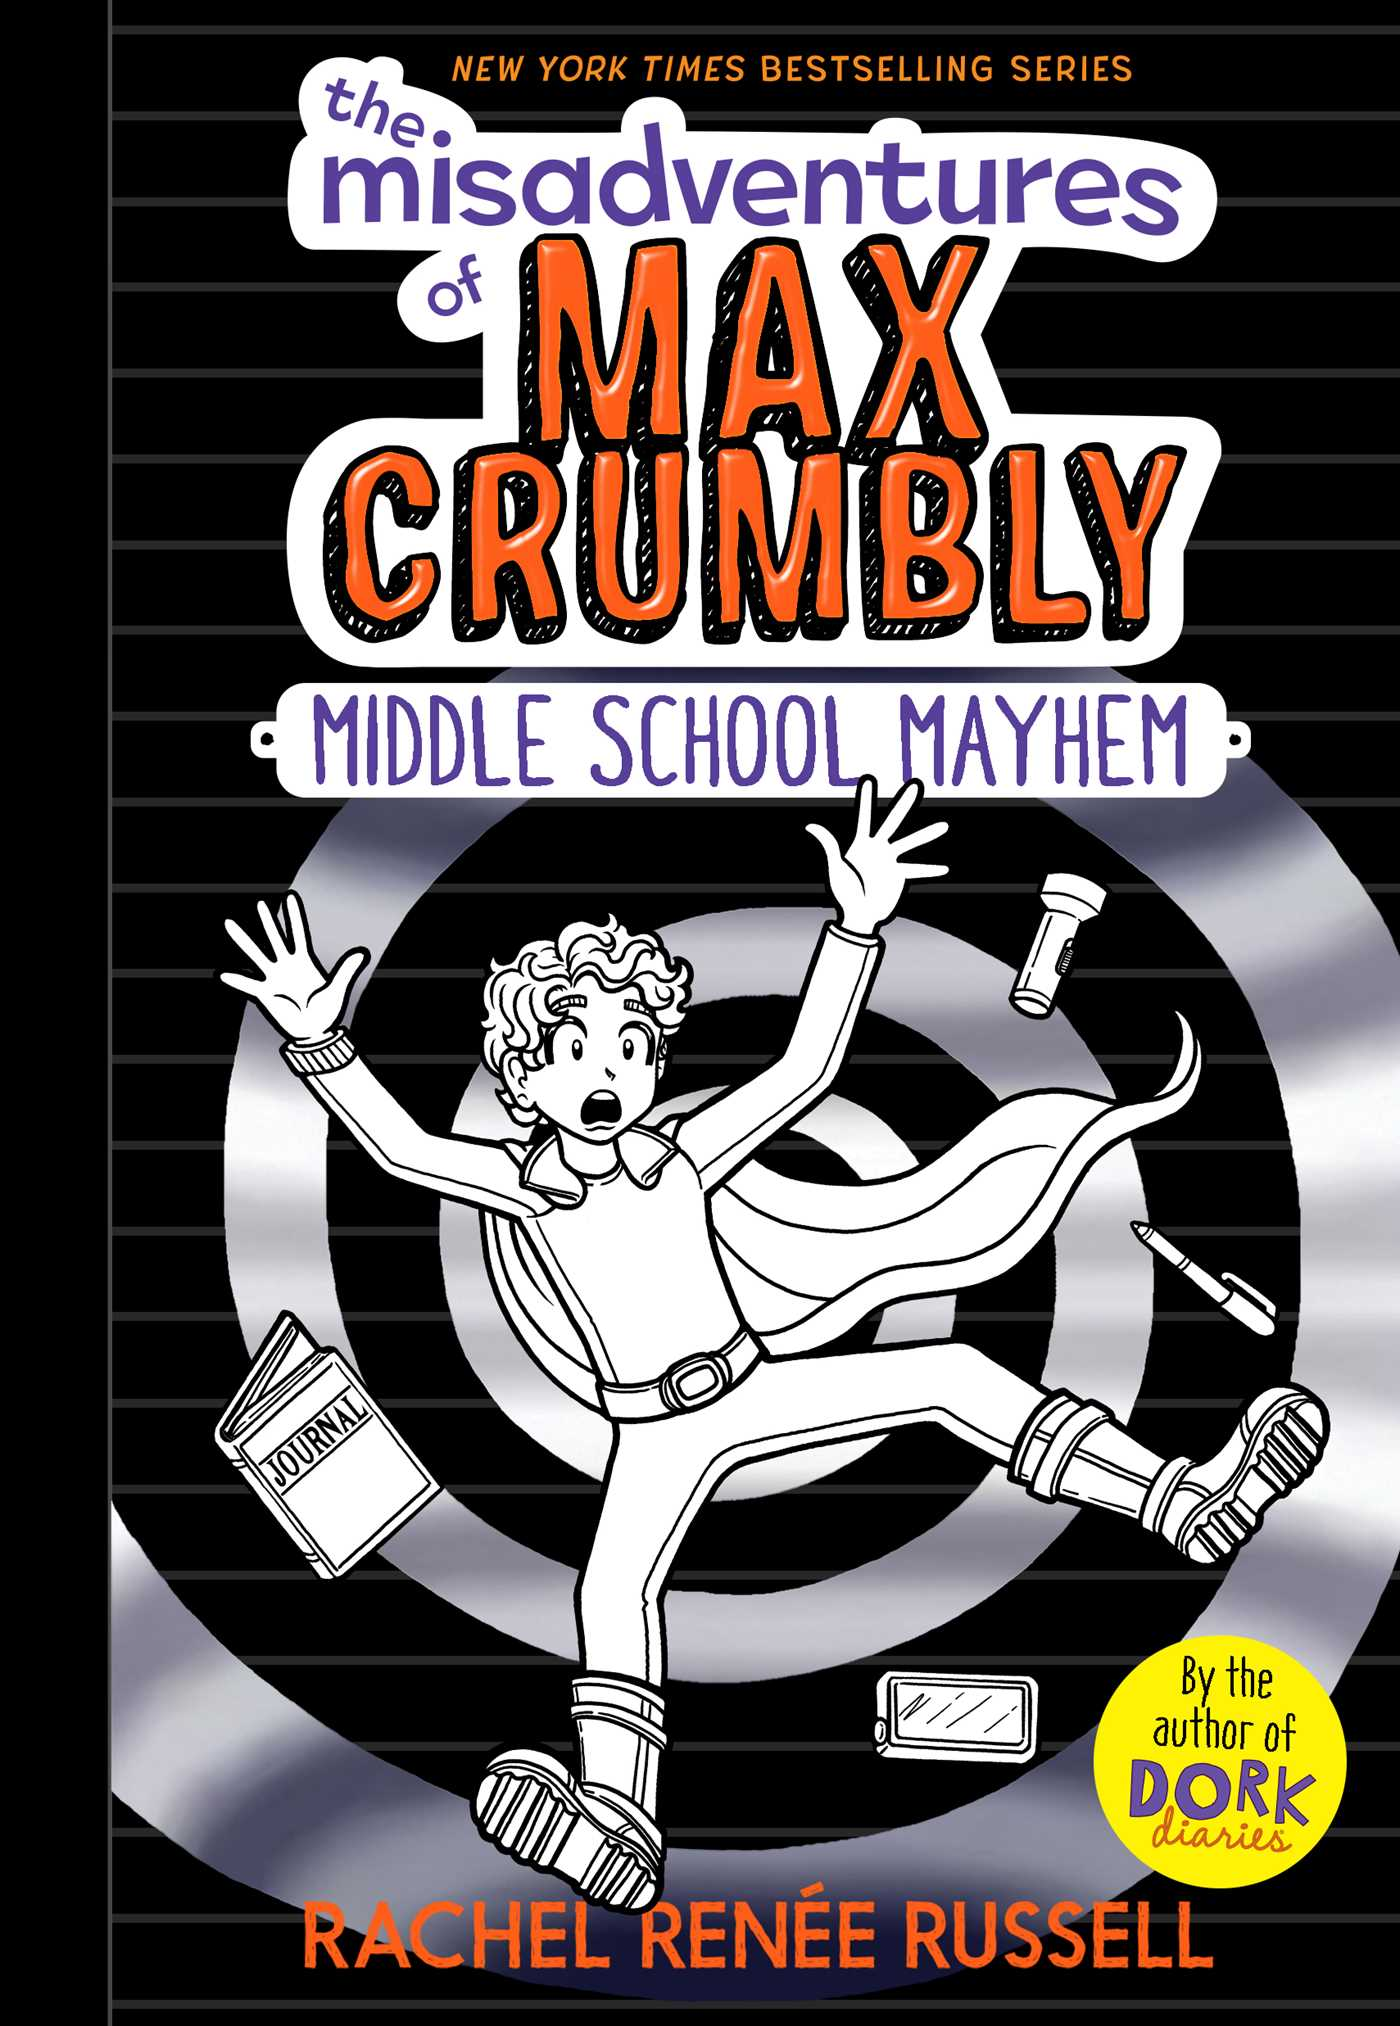 NEW YORK TIMES BESTSELLING SERIES
the
misadventures
of MAX
CRUMBLY
MIDDLE SCHOOL MAYHEM
JOURNAL
By the
author of
DORK
diaries
RACHEL RENÉE RUSSELL